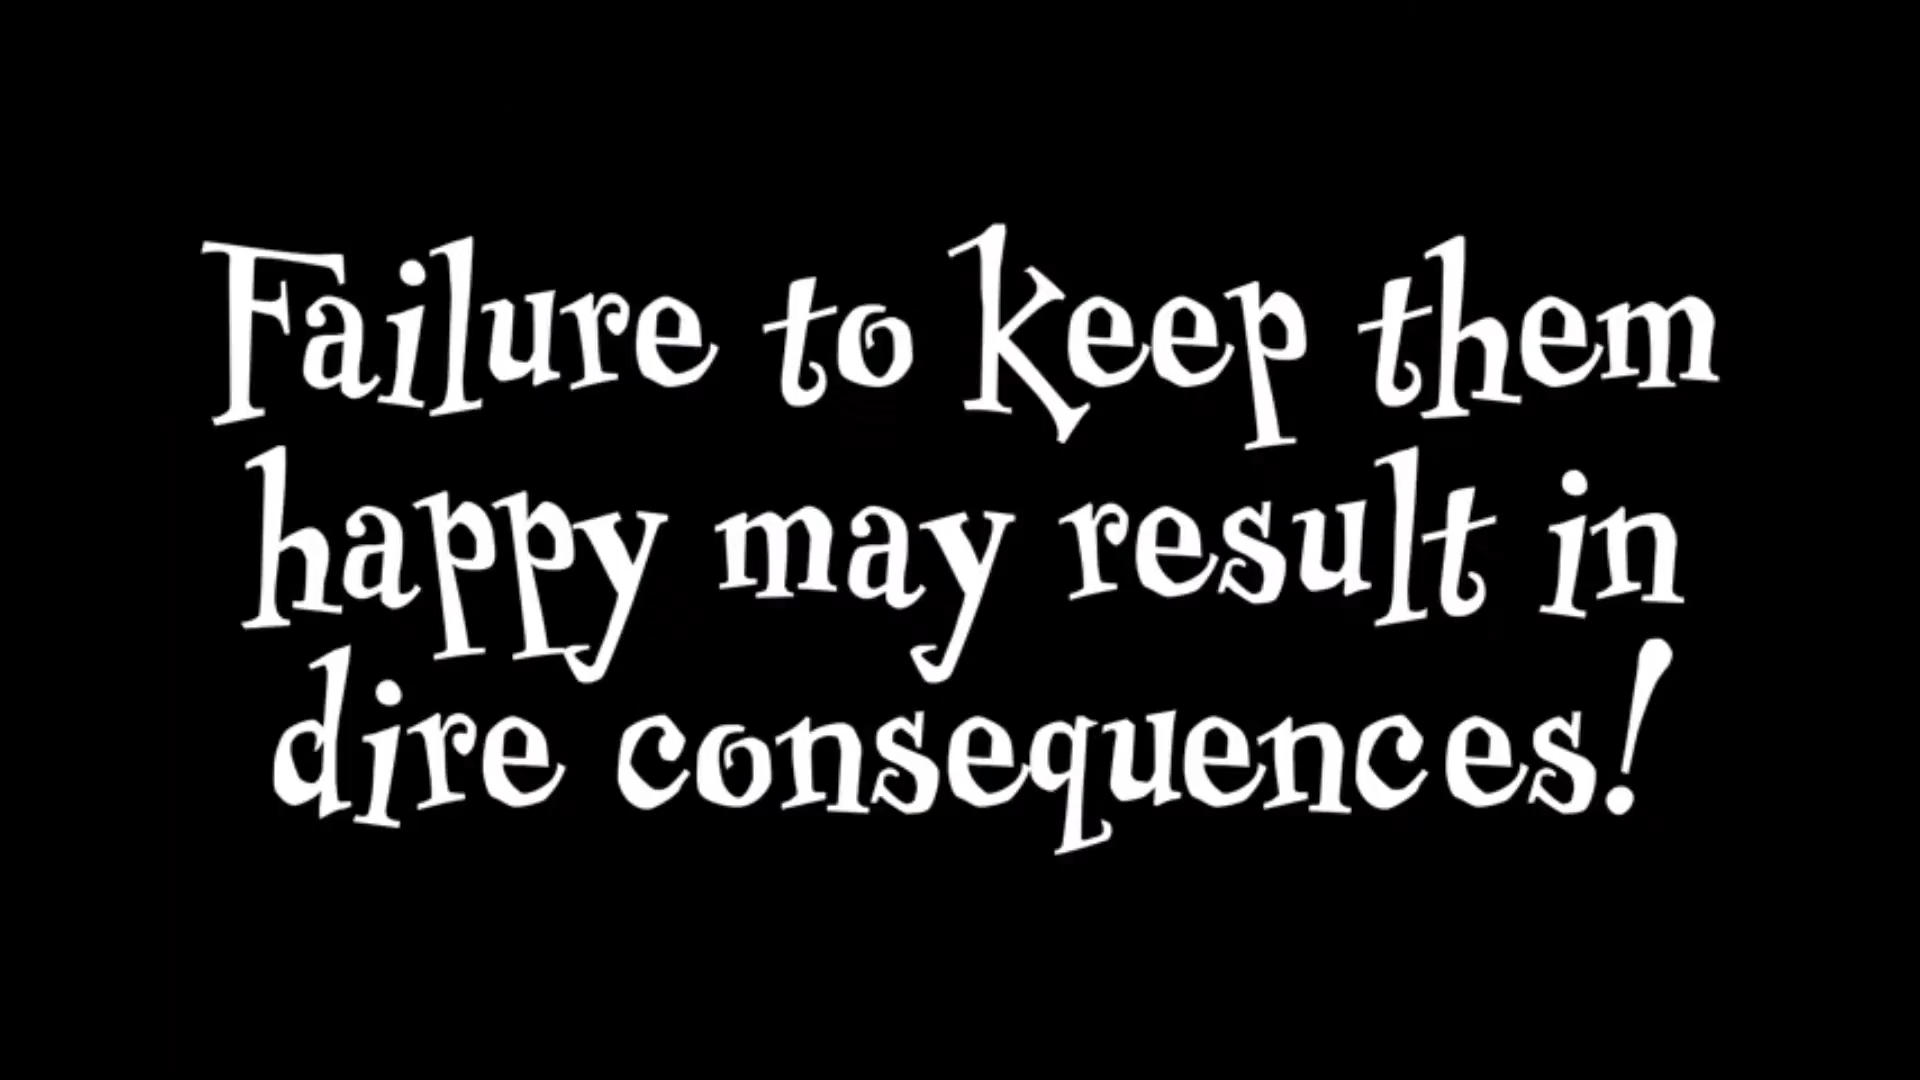 Failure to keep them
happy may result in
dire consequences!